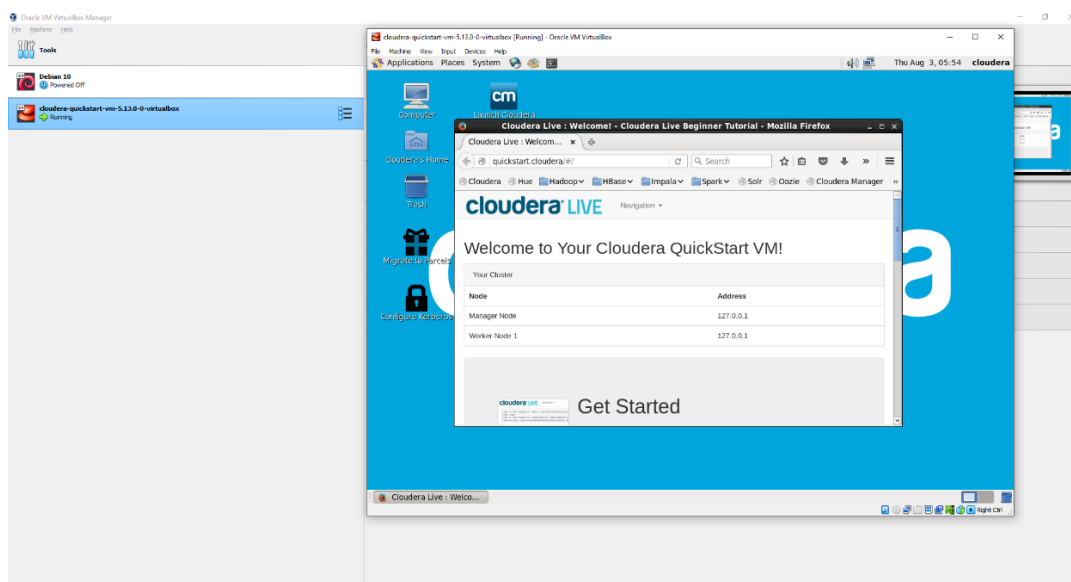 Oracle VM VirtualBox Manager
File Machine Help
Tools
Debian 10
Powered Off
cloudera-quickstart-vm-5.13.0-0-virtualbox
Running
cloudera-quickstart-vm-5.13.0-0-virtualbox [Running] - Oracle VM VirtualBox
File Machine View Input Devices Help
Applications Places System
Thu Aug 3, 05:54 cloudera
Computer
cm
Launch Cloudera
cloudera's Home
Trash
Migrate to Parcels
Configure Kerberos
Cloudera Live : Welcome! - Cloudera Live Beginner Tutorial - Mozilla Firefox
Cloudera Live : Welcom...
quickstart.cloudera/#/
Search
Cloudera Hue Hadoop HBase Impala Spark Solr Oozie Cloudera Manager
cloudera LIVE Navigation
Welcome to Your Cloudera QuickStart VM!
Your Cluster
Node Address
Manager Node 127.0.0.1
Worker Node 1 127.0.0.1
cloudera LIVE
Get Started
Cloudera Live : Welco...
Right Ctrl